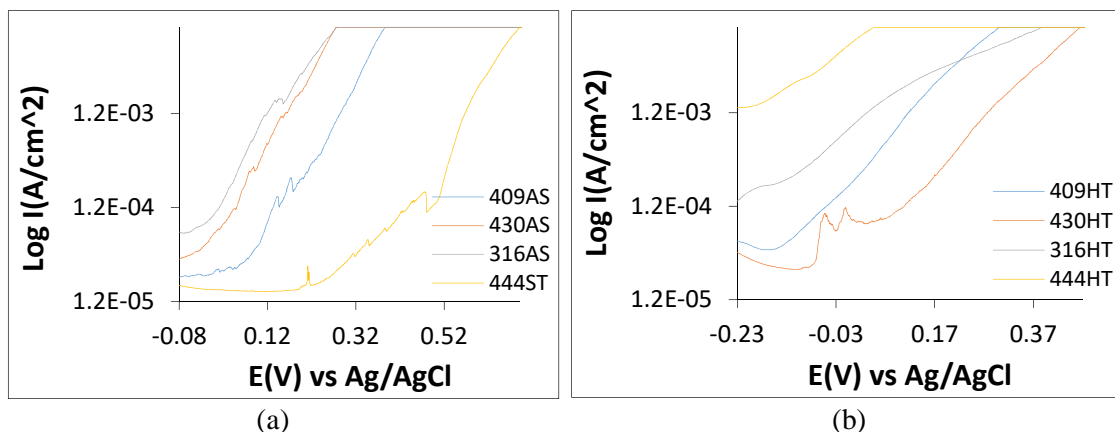 Log I(A/cm^2)
1.2E-03
1.2E-04
1.2E-05
-0.08
0.12
0.32
0.52
E(V) vs Ag/AgCl
409AS
430AS
316AS
444ST
(a)
Log I(A/cm^2)
1.2E-03
1.2E-04
1.2E-05
-0.23
-0.03
0.17
0.37
E(V) vs Ag/AgCl
409HT
430HT
316HT
444HT
(b)